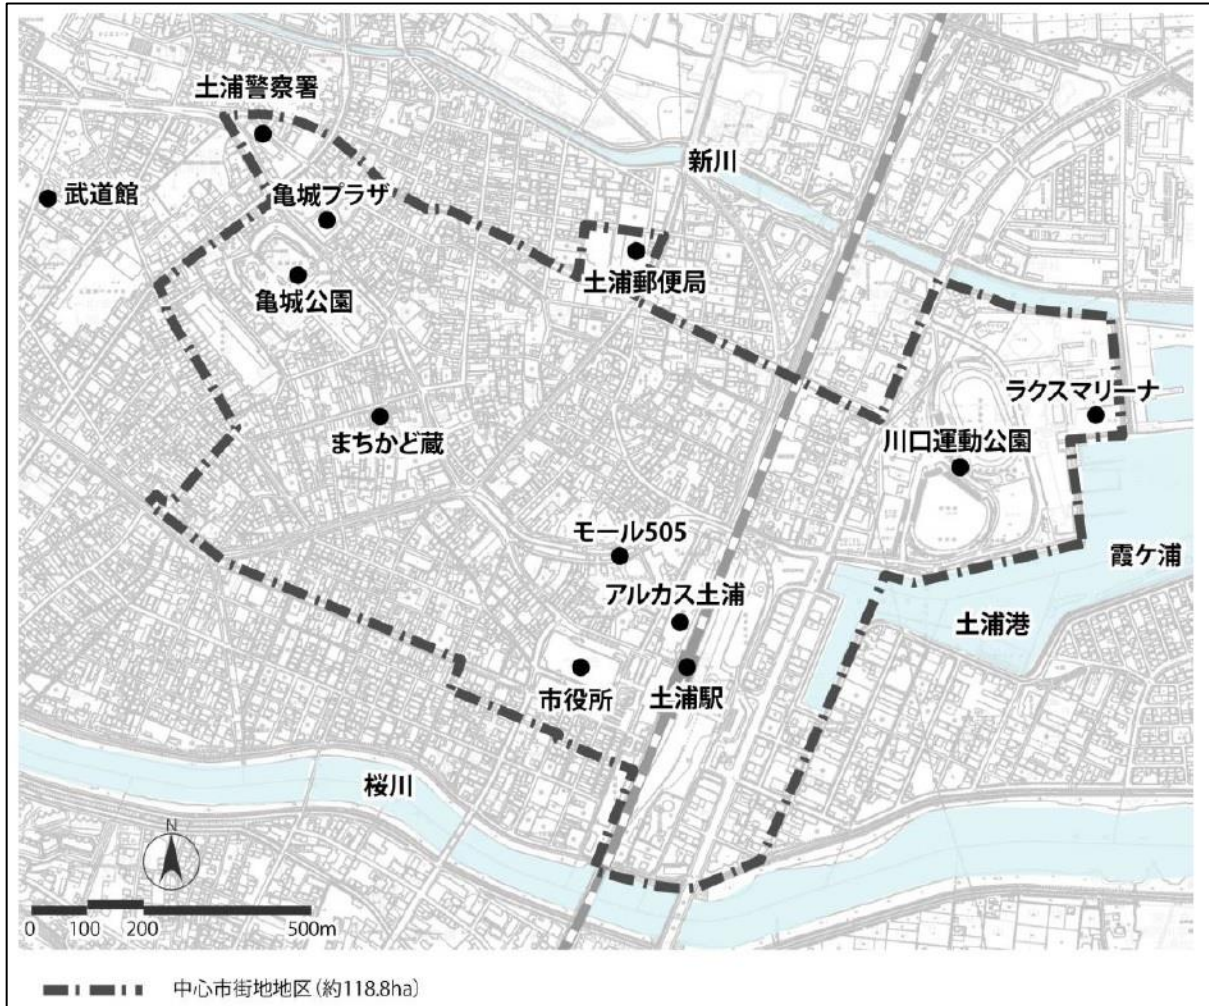 土浦警察署
新川
武道館
亀城プラザ
土浦郵便局
亀城公園
ラクスマリーナ
まちかど蔵
川口運動公園
モール505
霞ケ浦
アルカス土浦
土浦港
市役所
土浦駅
桜川
N
0 100 200 500m
中心市街地地区(約118.8ha)